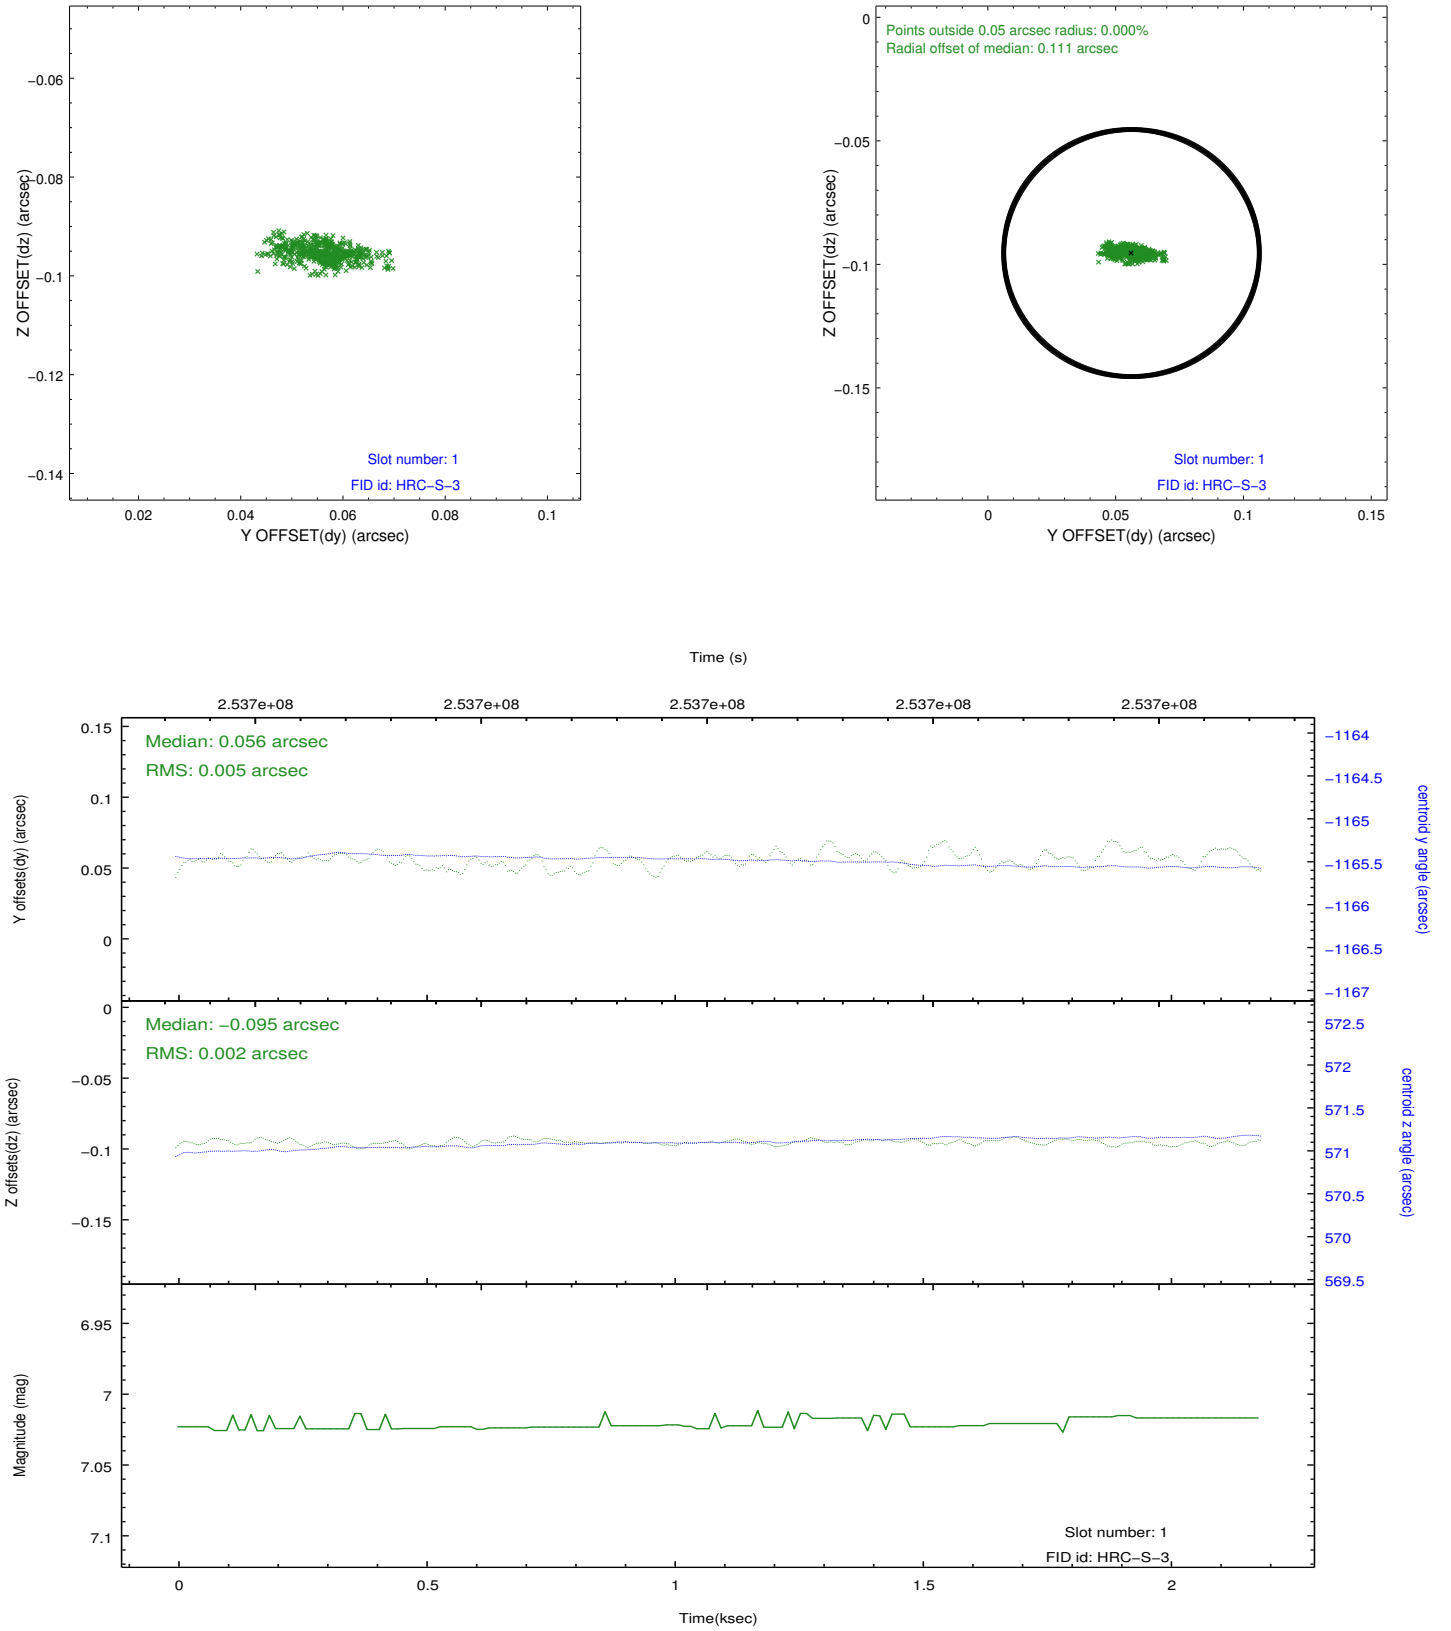 −0.06
−0.08
−0.1
−0.12
−0.14
Z OFFSET(dz) (arcsec)
Slot number: 1
FID id: HRC−S−3
0.02 0.04 0.06 0.08 0.1
Y OFFSET(dy) (arcsec)
Points outside 0.05 arcsec radius: 0.000%
Radial offset of median: 0.111 arcsec
0
−0.05
−0.1
−0.15
Z OFFSET(dz) (arcsec)
Slot number: 1
FID id: HRC−S−3
0 0.05 0.1 0.15
Y OFFSET(dy) (arcsec)
Time (s)
2.537e+08 2.537e+08 2.537e+08 2.537e+08 2.537e+08
Median: 0.056 arcsec
RMS: 0.005 arcsec
0.15
0.1
0.05
0
Y offsets(dy) (arcsec)
−1164
−1164.5
−1165
−1165.5
−1166
−1166.5
−1167
centroid y angle (arcsec)
Median: −0.095 arcsec
RMS: 0.002 arcsec
0
−0.05
−0.1
−0.15
Z offsets(dz) (arcsec)
572.5
572
571.5
571
570.5
570
569.5
centroid z angle (arcsec)
6.95
7
7.05
7.1
Magnitude (mag)
Slot number: 1
FID id: HRC−S−3
0 0.5 1 1.5 2
Time(ksec)